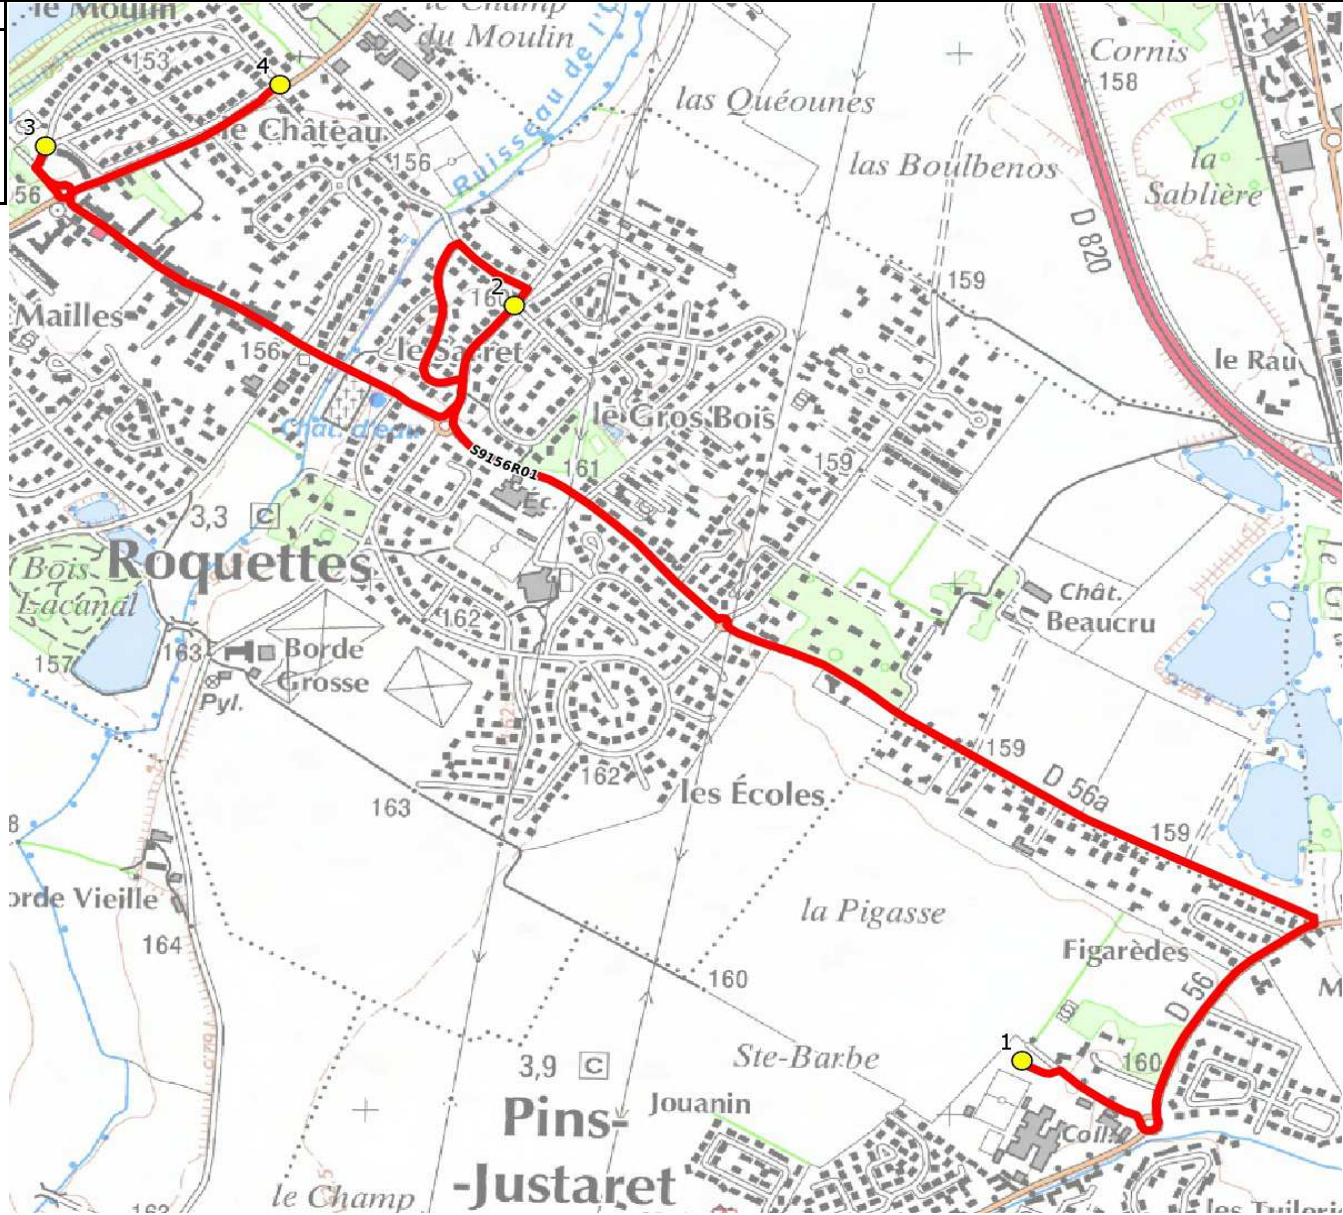 le Moulin
le Champ
du Moulin
Cornis
153
4
158
las Quéounes
Ruisseau de l'
3
le Château
156
las Boulbenos
la
Sablière
56
D 820
2
160
159
Mailles
156
le Sacret
le Rau
le Gros Bois
Chât. d'eau
S9156R01
161
159
Éc.
3,3 C
Roquettes
Bois
Lacanal
162
Chât.
Beaucru
157
163
Borde
Grosse
Pyl.
162
159
162
les Écoles
D 56a
163
159
8
orde Vieille
la Pigasse
164
Figarèdes
160
D 56
M
1
Ste-Barbe
3,9 C
160
Jouanin
Pins-
-Justaret
Coll.
le Champ
163
les Tuileri